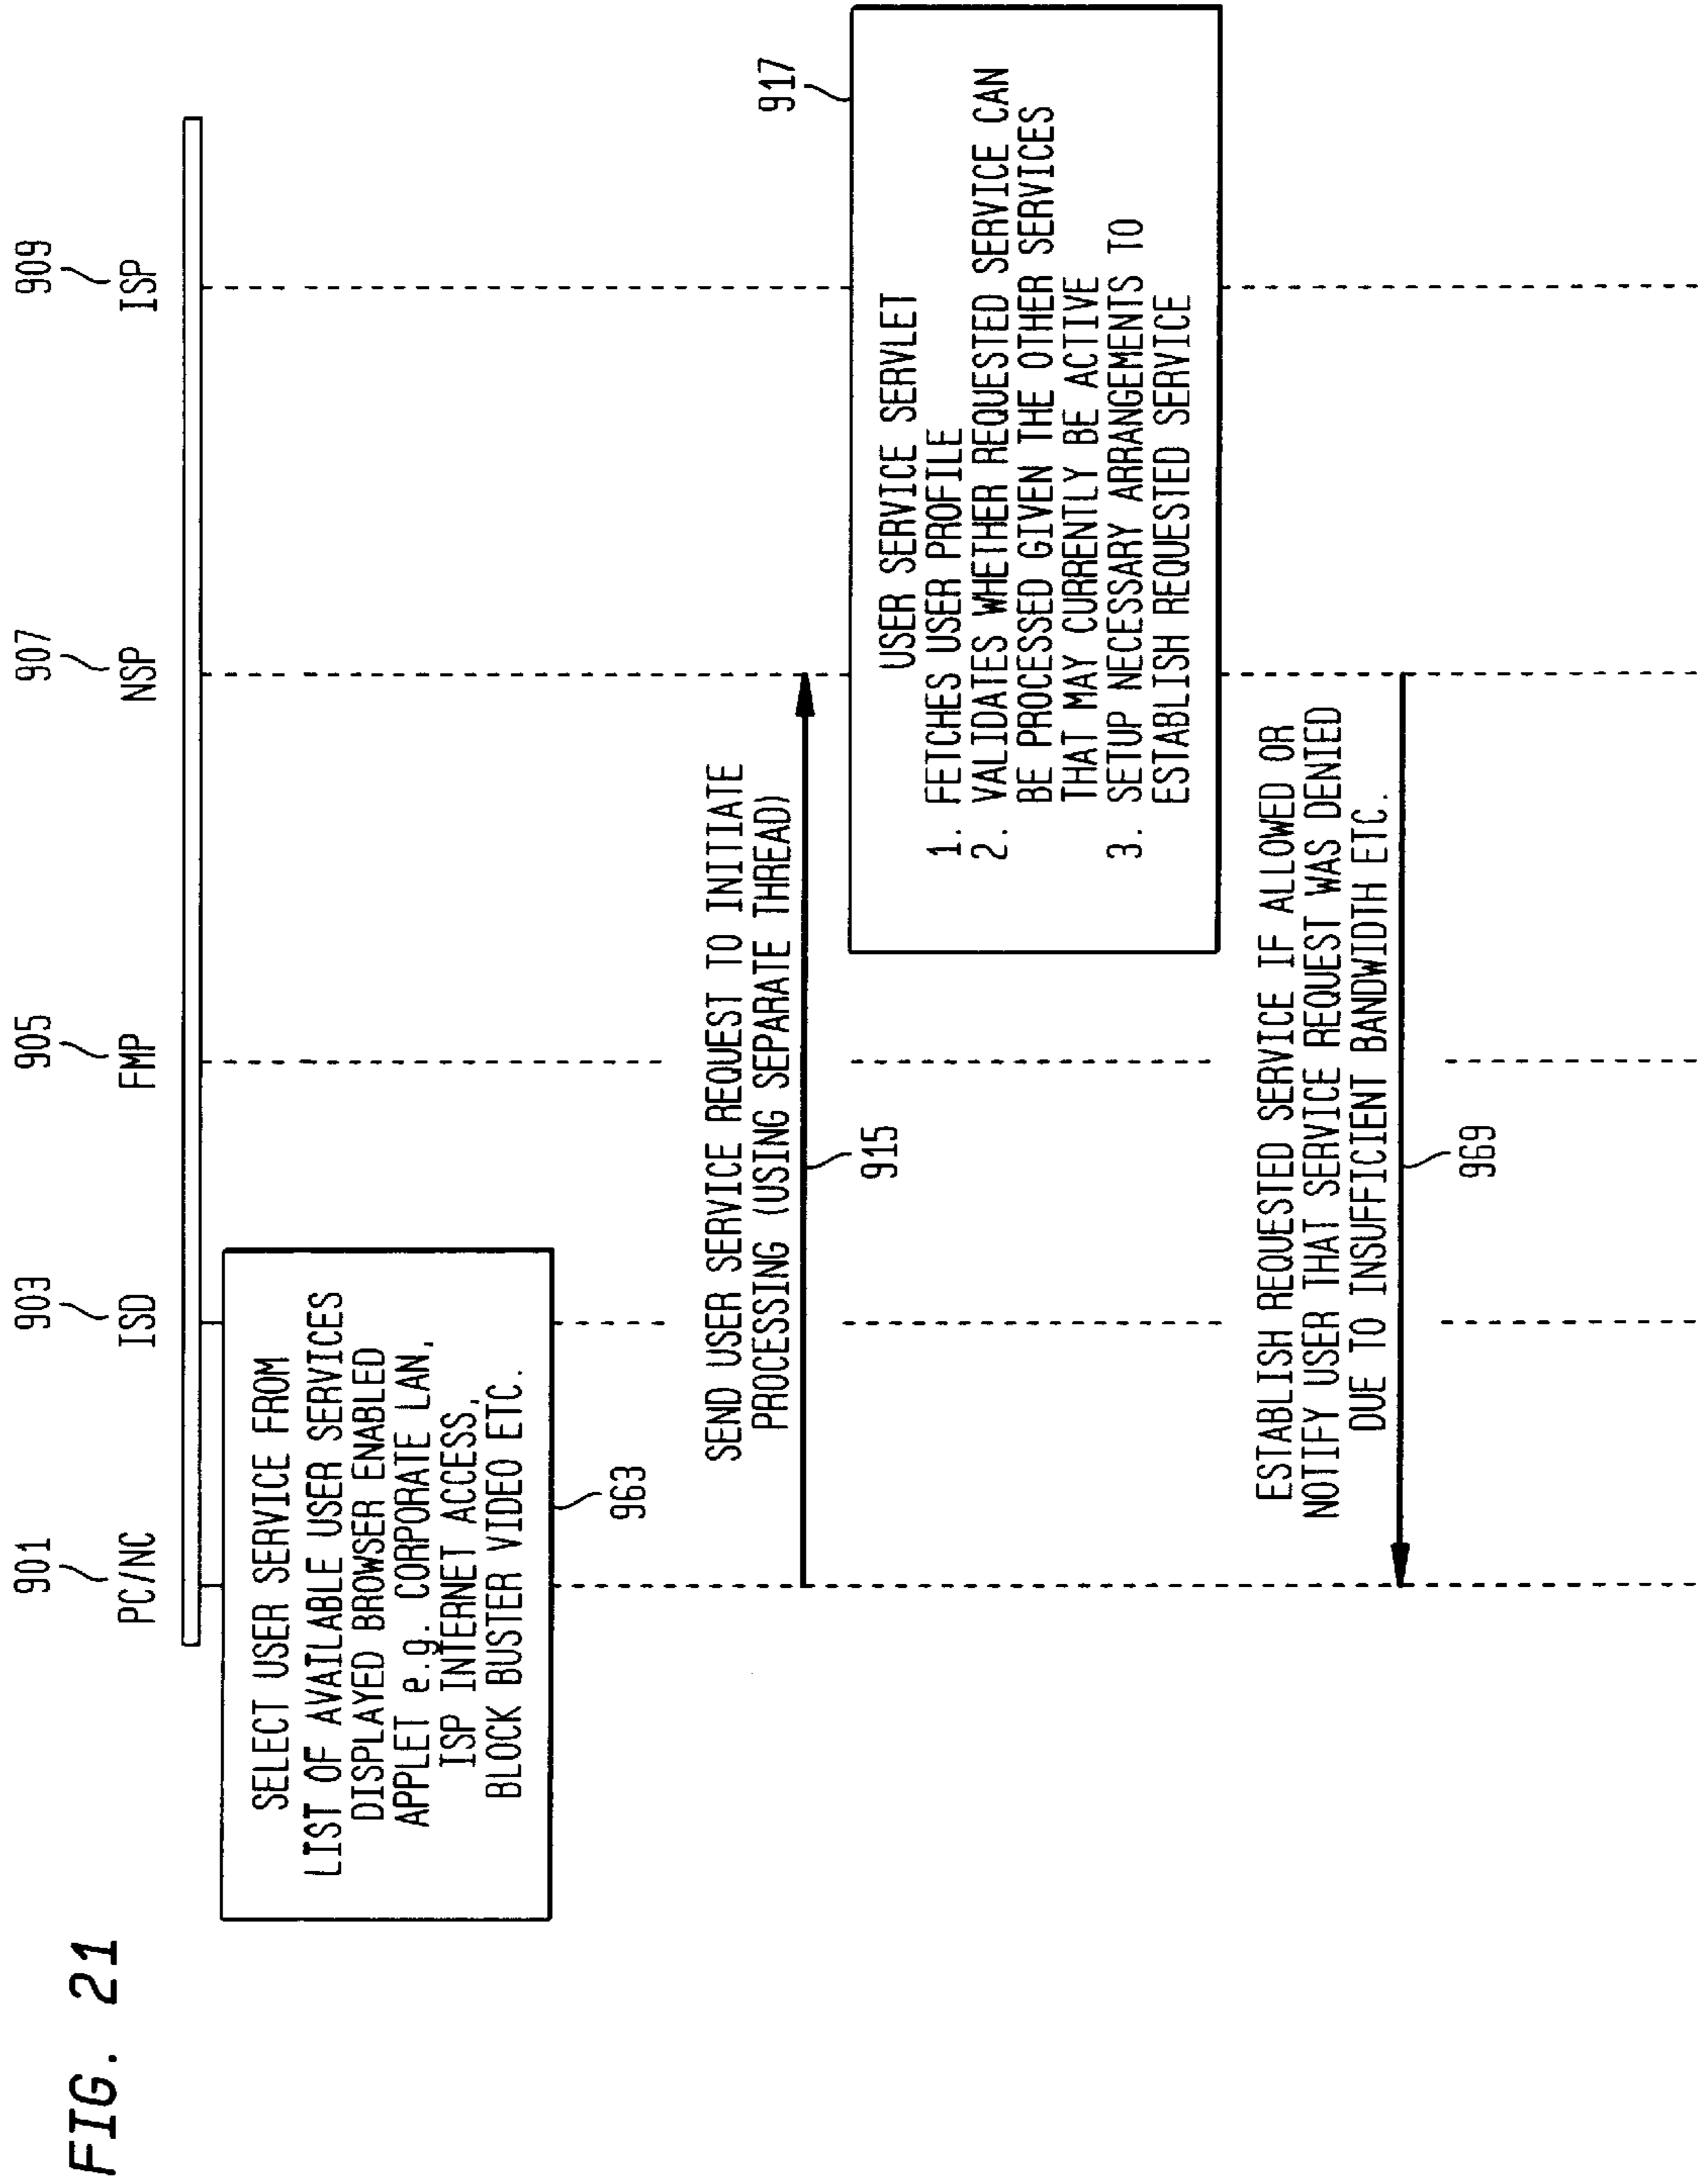 FIG. 21
901
903
905
907
909
PC/NC
ISD
FMP
NSP
ISP
SELECT USER SERVICE FROM
LIST OF AVAILABLE USER SERVICES
DISPLAYED BROWSER ENABLED
APPLET e.g. CORPORATE LAN,
ISP INTERNET ACCESS,
BLOCK BUSTER VIDEO ETC.
963
SEND USER SERVICE REQUEST TO INITIATE
PROCESSING (USING SEPARATE THREAD)
915
917
USER SERVICE SERVLET
1. FETCHES USER PROFILE
2. VALIDATES WHETHER REQUESTED SERVICE CAN
BE PROCESSED GIVEN THE OTHER SERVICES
THAT MAY CURRENTLY BE ACTIVE
3. SETUP NECESSARY ARRANGEMENTS TO
ESTABLISH REQUESTED SERVICE
ESTABLISH REQUESTED SERVICE IF ALLOWED OR
NOTIFY USER THAT SERVICE REQUEST WAS DENIED
DUE TO INSUFFICIENT BANDWIDTH ETC.
969